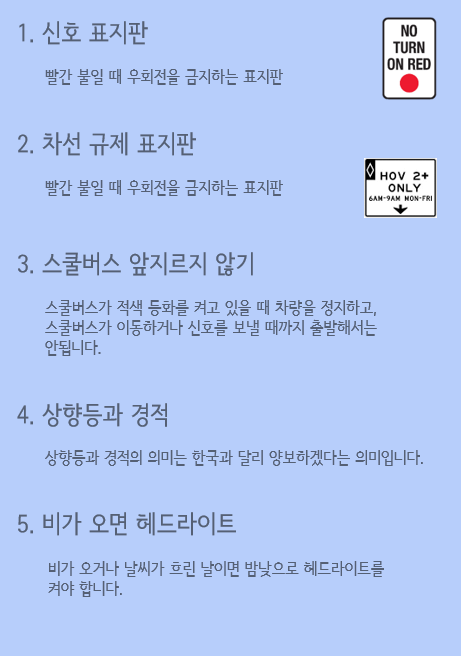 1. 신호 표지판
NO
TURN
ON RED
빨간 불일 때 우회전을 금지하는 표지판
2. 차선 규제 표지판
HOV 2+
ONLY
6AM-9AM MON-FRI
빨간 불일 때 우회전을 금지하는 표지판
3. 스쿨버스 앞지르지 않기
스쿨버스가 적색 등화를 켜고 있을 때 차량을 정지하고,
스쿨버스가 이동하거나 신호를 보낼 때까지 출발해서는
안됩니다.
4. 상향등과 경적
상향등과 경적의 의미는 한국과 달리 양보하겠다는 의미입니다.
5. 비가 오면 헤드라이트
비가 오거나 날씨가 흐린 날이면 밤낮으로 헤드라이트를
켜야 합니다.